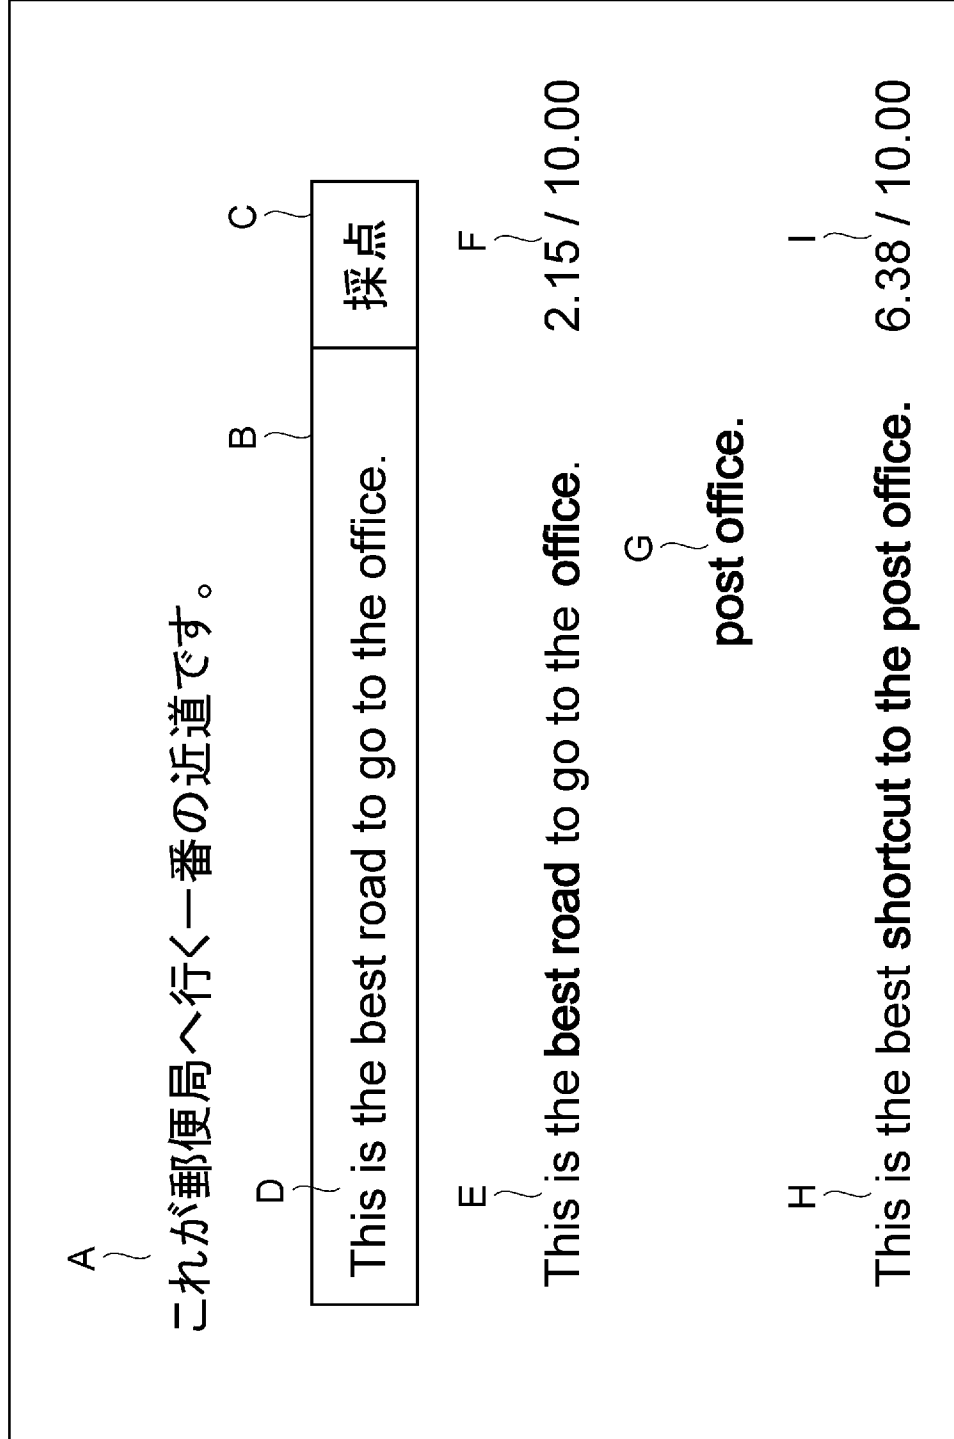 A
これが郵便局へ行く一番の近道です。
D B C
This is the best road to go to the office. 採点
E F
This is the best road to go to the office. 2.15 / 10.00
G
post office.
H I
This is the best shortcut to the post office. 6.38 / 10.00